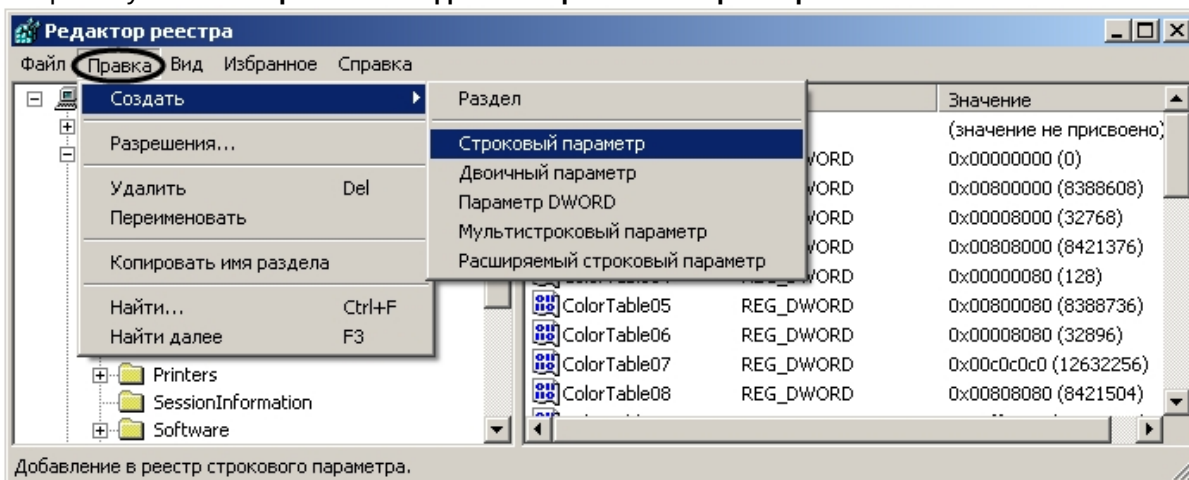 Редактор реестра
Файл Правка Вид Избранное Справка
Создать
Разрешения...
Удалить Del
Переименовать
Копировать имя раздела
Найти... Ctrl+F
Найти далее F3
Раздел
Строковый параметр
Двоичный параметр
Параметр DWORD
Мультистроковый параметр
Расширяемый строковый параметр
Значение
(значение не присвоено)
0x00000000 (0)
0x00800000 (8388608)
0x00008000 (32768)
0x00808000 (8421376)
0x00000080 (128)
ColorTable05 REG_DWORD 0x00800080 (8388736)
ColorTable06 REG_DWORD 0x00008080 (32896)
ColorTable07 REG_DWORD 0x00c0c0c0 (12632256)
ColorTable08 REG_DWORD 0x00808080 (8421504)
Printers
SessionInformation
Software
Добавление в реестр строкового параметра.